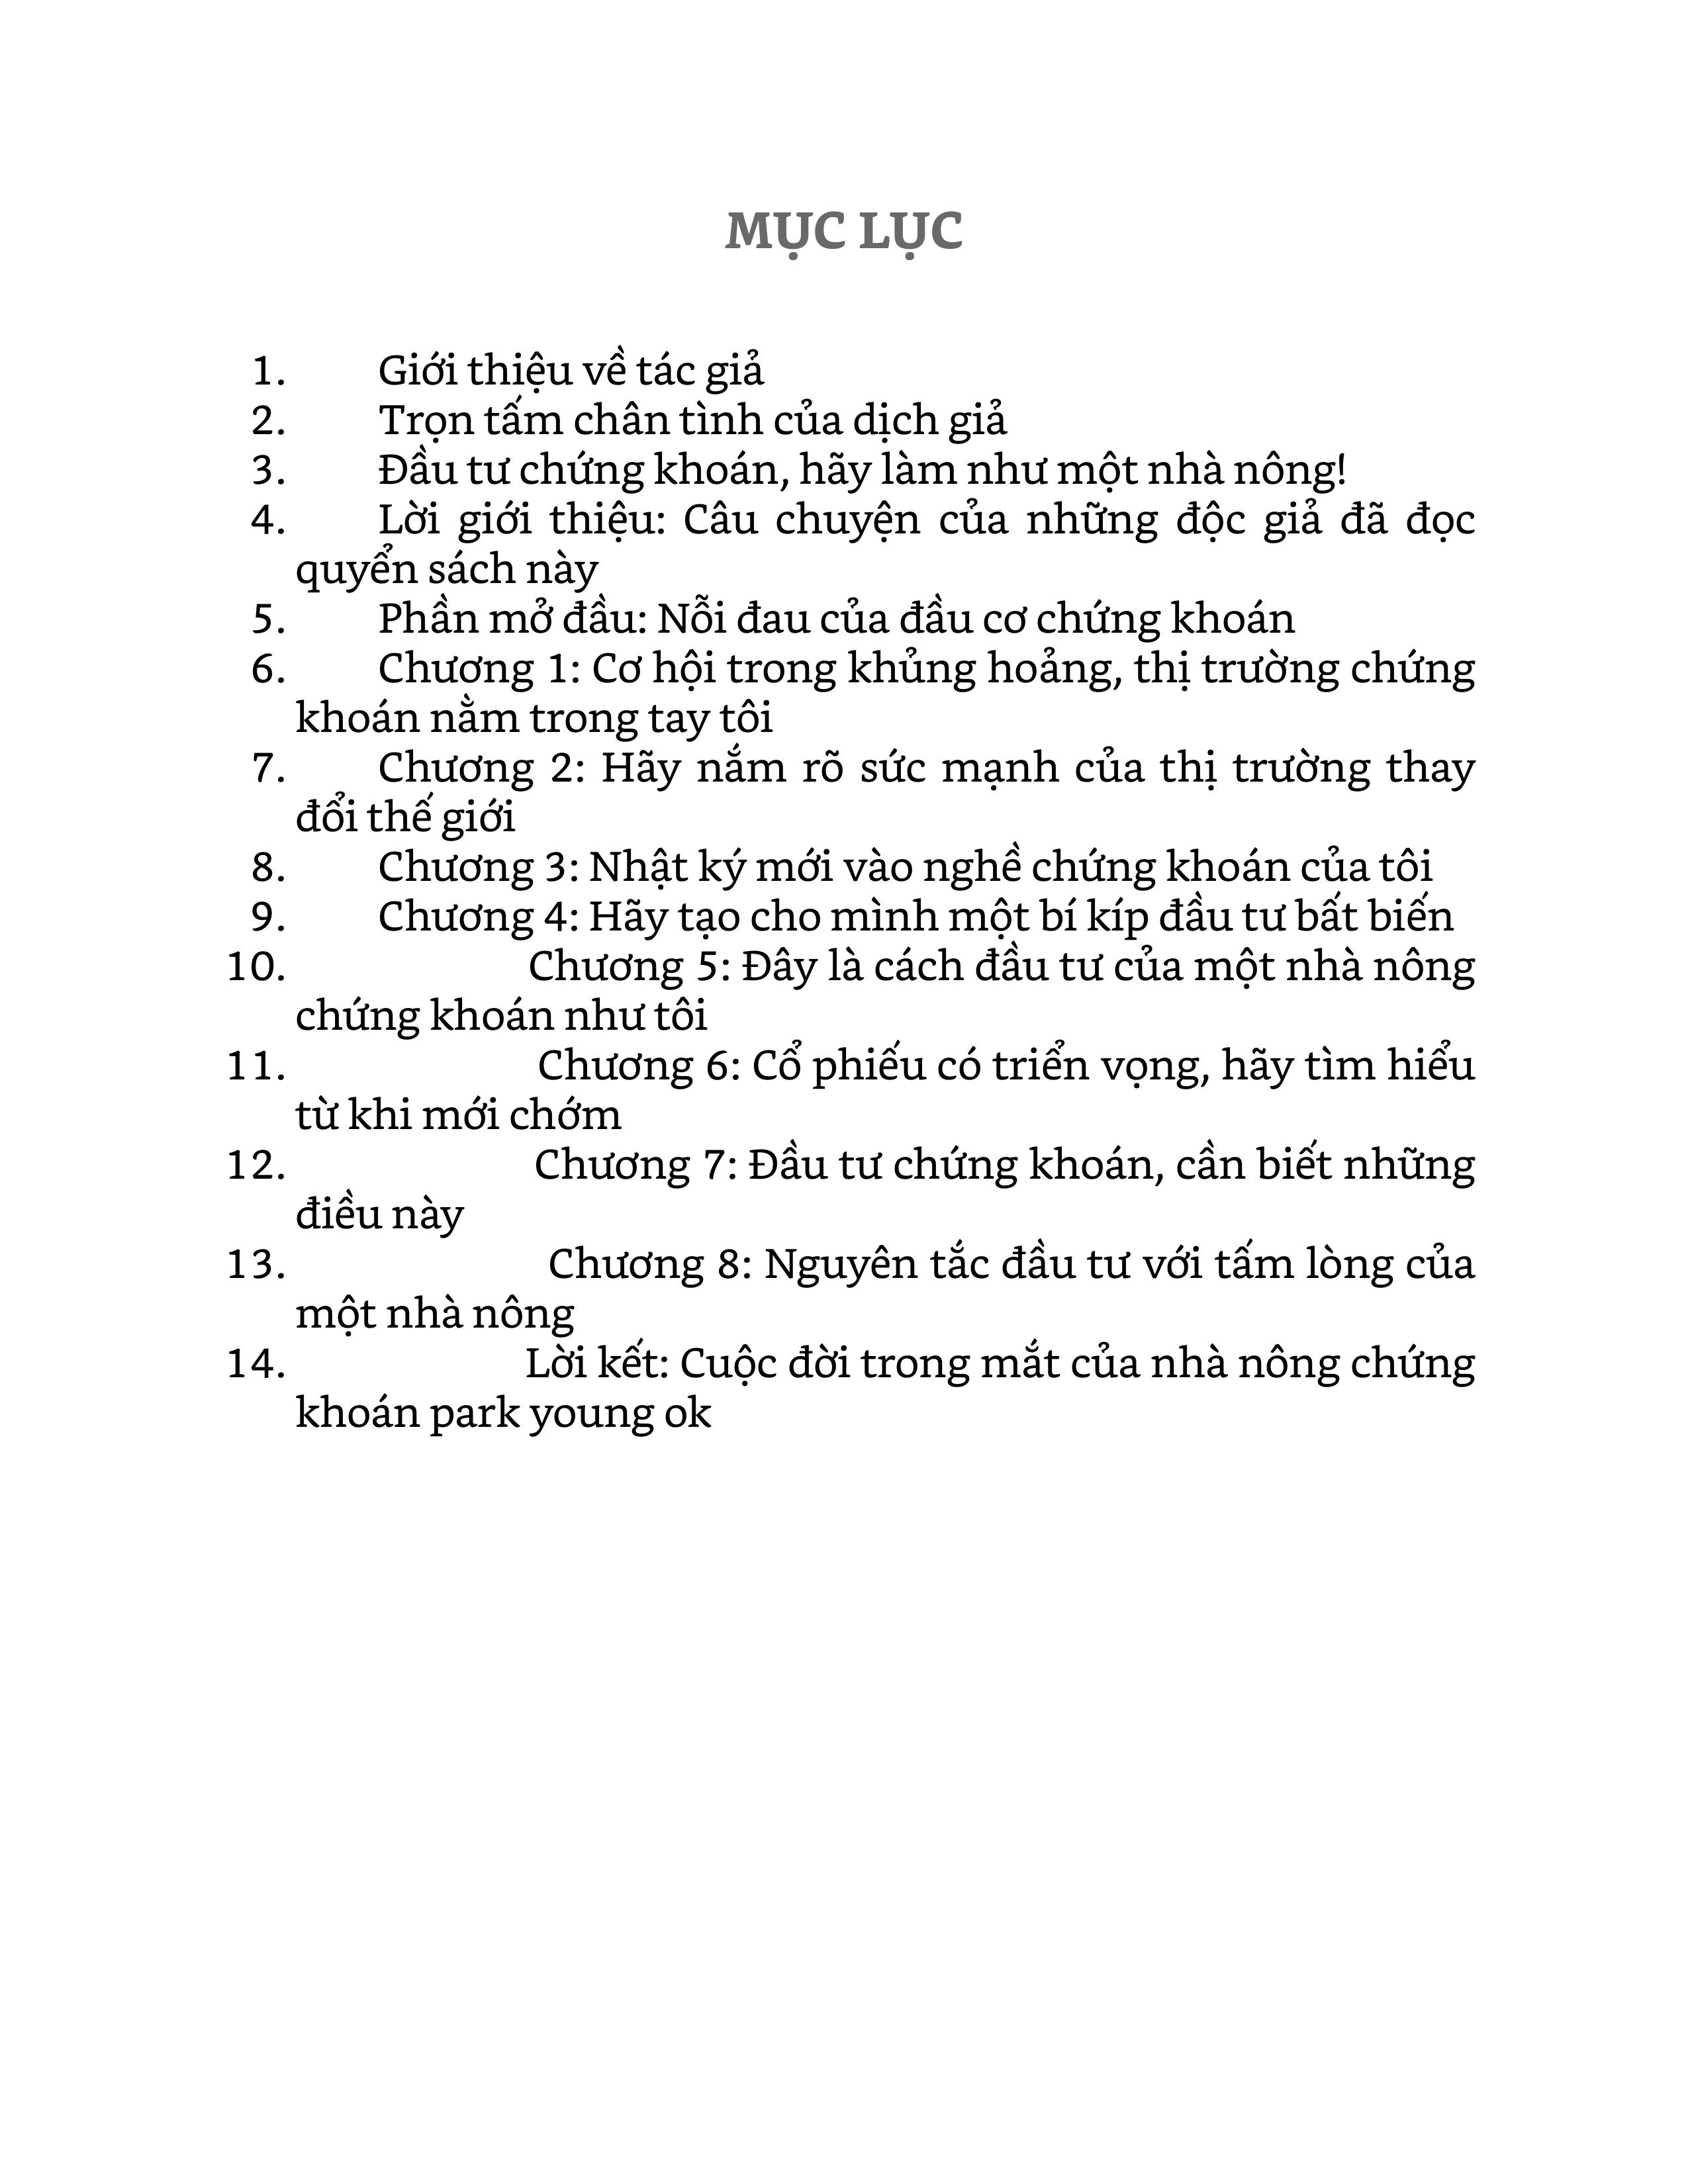 MỤC LỤC
1. Giới thiệu về tác giả
2. Trọn tấm chân tình của dịch giả
3. Đầu tư chứng khoán, hãy làm như một nhà nông!
4. Lời giới thiệu: Câu chuyện của những độc giả đã đọc
quyển sách này
5. Phần mở đầu: Nỗi đau của đầu cơ chứng khoán
6. Chương 1: Cơ hội trong khủng hoảng, thị trường chứng
khoán nằm trong tay tôi
7. Chương 2: Hãy nắm rõ sức mạnh của thị trường thay
đổi thế giới
8. Chương 3: Nhật ký mới vào nghề chứng khoán của tôi
9. Chương 4: Hãy tạo cho mình một bí kíp đầu tư bất biến
10. Chương 5: Đây là cách đầu tư của một nhà nông
chứng khoán như tôi
11. Chương 6: Cổ phiếu có triển vọng, hãy tìm hiểu
từ khi mới chớm
12. Chương 7: Đầu tư chứng khoán, cần biết những
điều này
13. Chương 8: Nguyên tắc đầu tư với tấm lòng của
một nhà nông
14. Lời kết: Cuộc đời trong mắt của nhà nông chứng
khoán park young ok